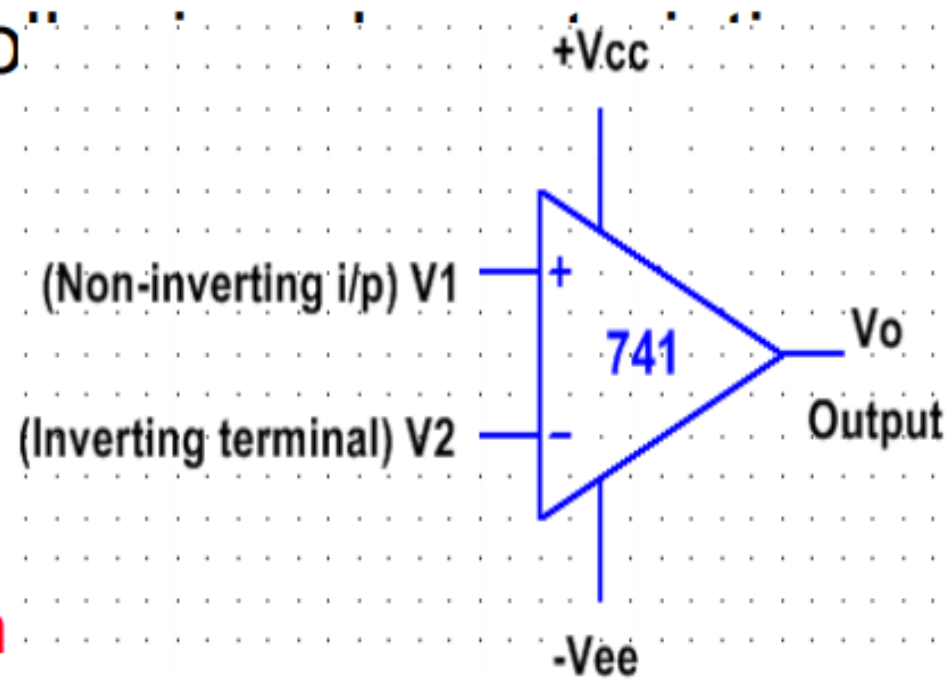 +Vcc
(Non-inverting i/p) V1
+
741
Vo
Output
(Inverting terminal) V2
-
-Vee